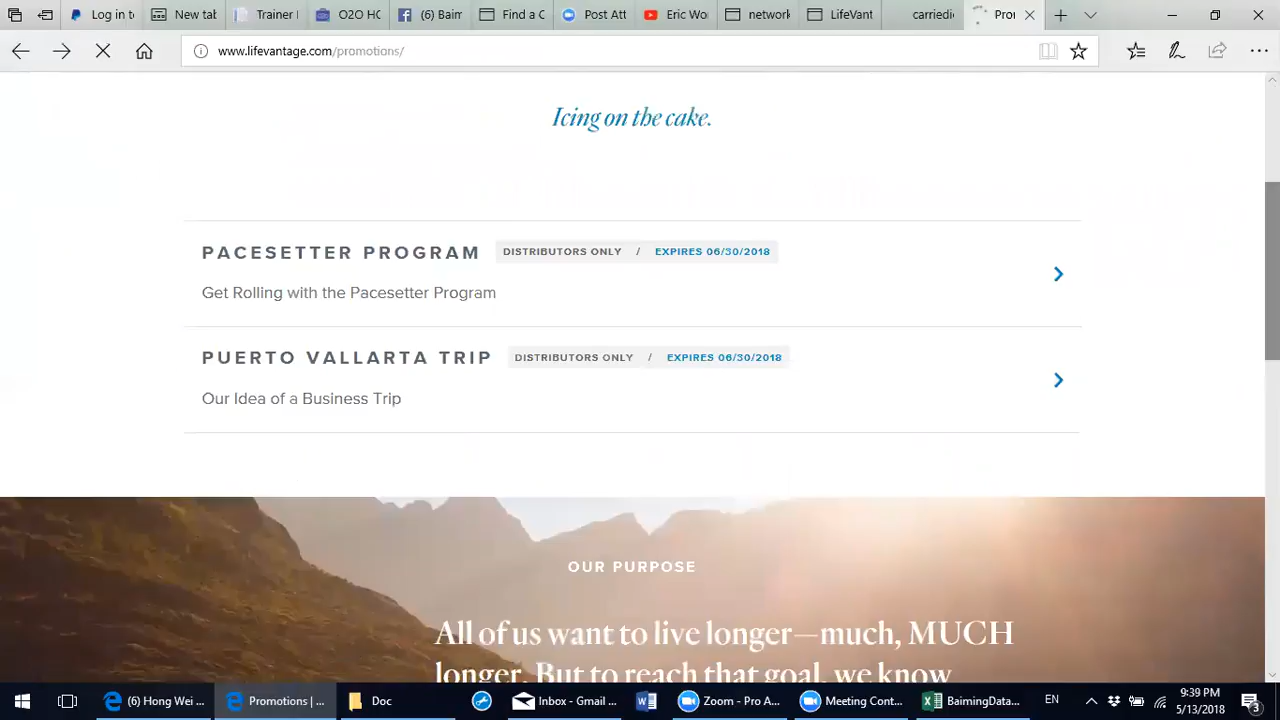 Log in t
Trainer l
O2O HC
(6) Baim
Find a C
Post Att
Eric Wo
network
LifeVant
carriedi
Pro
www.lifevantage.com/promotions/
Icing on the cake.
PACESETTER PROGRAM DISTRIBUTORS ONLY / EXPIRES 06/30/2018
Get Rolling with the Pacesetter Program
PUERTO VALLARTA TRIP DISTRIBUTORS ONLY / EXPIRES 06/30/2018
Our Idea of a Business Trip
OUR PURPOSE
All of us want to live longer—much, MUCH
longer. But to reach that goal, we know
(6) Hong Wei ...
Promotions | ...
Doc
Inbox - Gmail ...
Zoom - Pro A...
Meeting Cont...
BaimingData...
EN
9:39 PM
5/13/2018
3